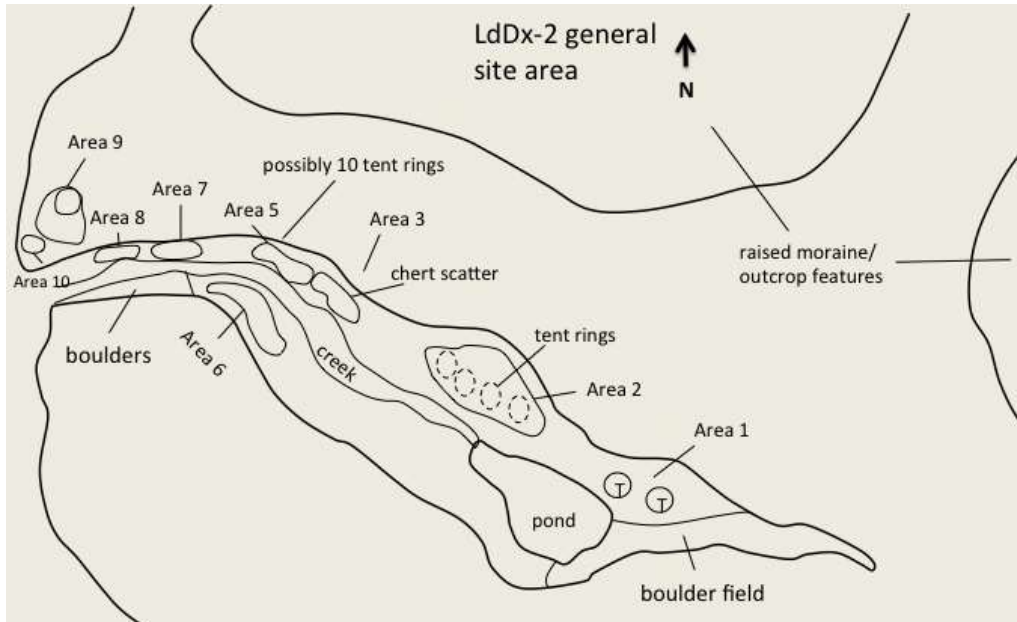 LdDx-2 general
site area
N
Area 9
possibly 10 tent rings
Area 7
Area 5
Area 8
Area 3
chert scatter
Area 10
raised moraine/
outcrop features
boulders
Area 6
creek
tent rings
Area 2
Area 1
T
T
pond
boulder field